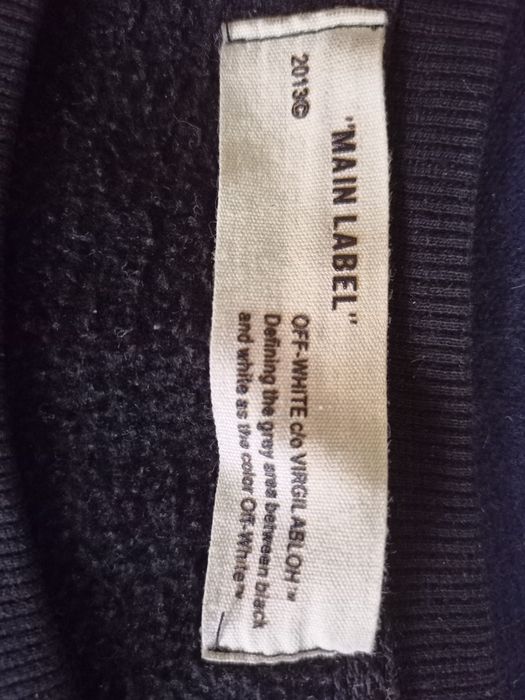 "MAIN LABEL"
2013©
OFF-WHITE c/o VIRGIL ABLOH™
Defining the grey area between black
and white as the color Off-White™